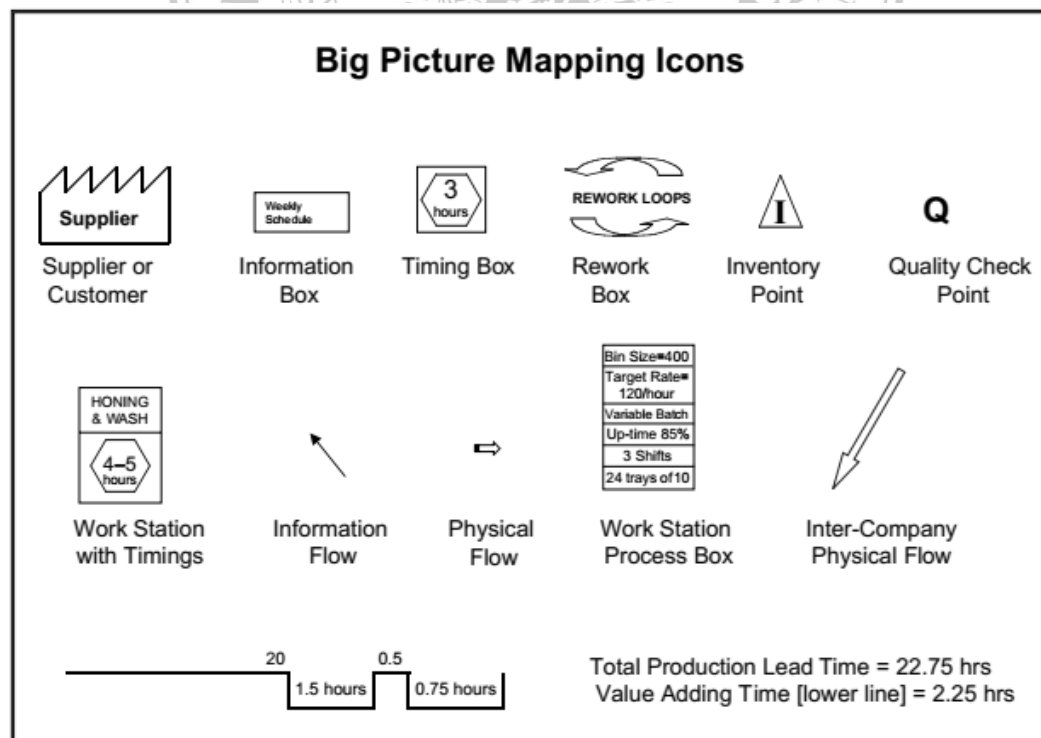 Big Picture Mapping Icons
Supplier
Weekly
Schedule
3
hours
REWORK LOOPS
I
Q
Supplier or
Customer
Information
Box
Timing Box
Rework
Box
Inventory
Point
Quality Check
Point
HONING
& WASH
4–5
hours
Bin Size=400
Target Rate=
120/hour
Variable Batch
Up-time 85%
3 Shifts
24 trays of 10
Work Station
with Timings
Information
Flow
Physical
Flow
Work Station
Process Box
Inter-Company
Physical Flow
20
0.5
1.5 hours
0.75 hours
Total Production Lead Time = 22.75 hrs
Value Adding Time [lower line] = 2.25 hrs